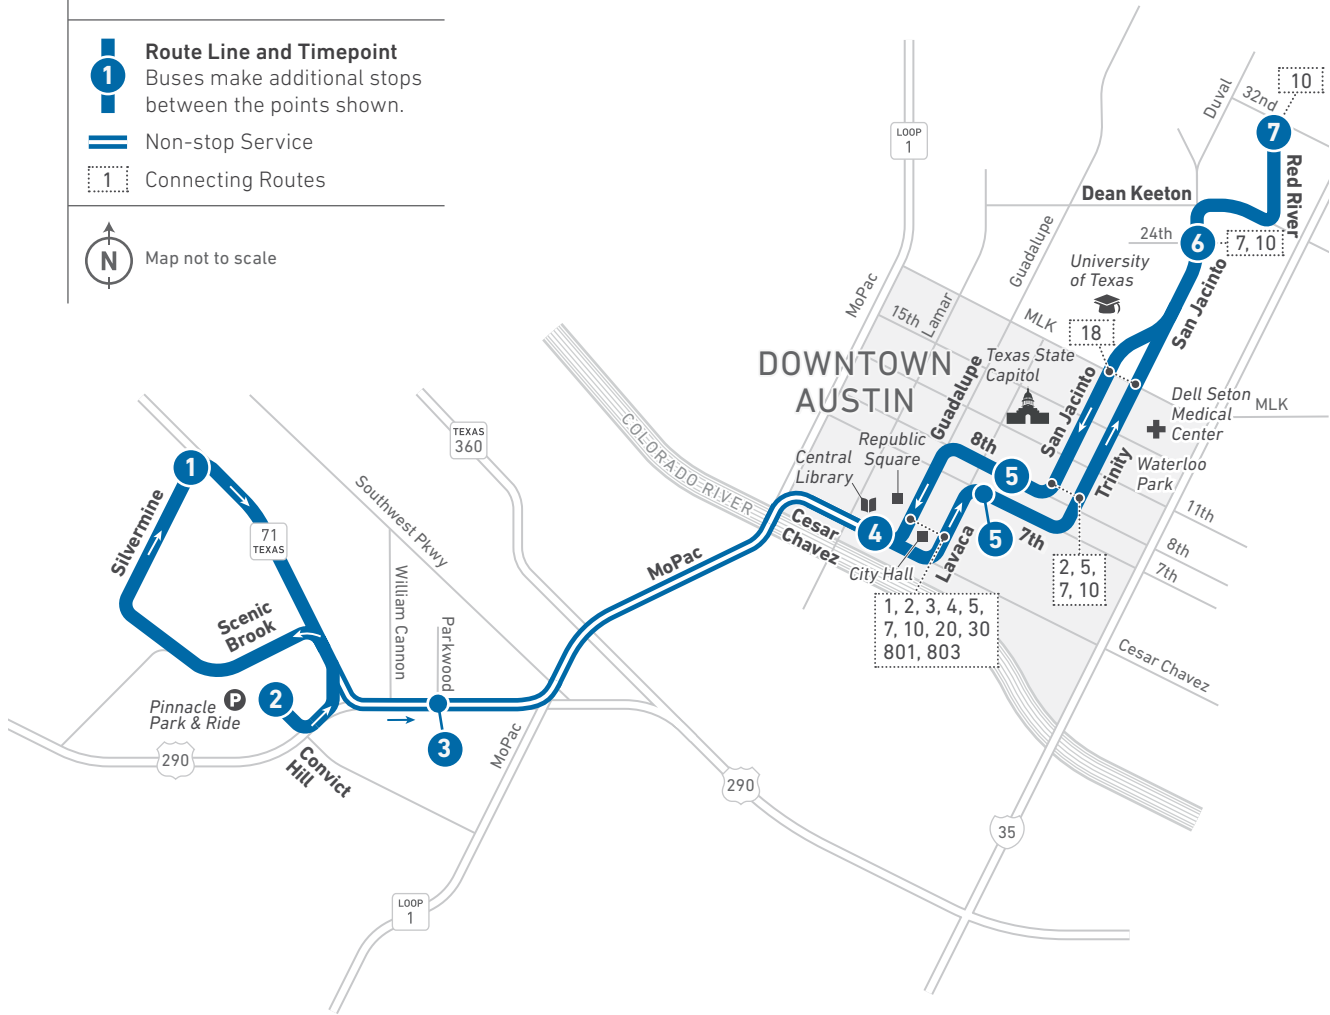 Route Line and Timepoint
1
Buses make additional stops
between the points shown.
Non-stop Service
1
Connecting Routes
N
Map not to scale
10
32nd
Duval
7
Red River
LOOP
1
Dean Keeton
24th
6
7, 10
University
of Texas
Guadalupe
San Jacinto
MoPac
Lamar
15th
MLK
18
DOWNTOWN
AUSTIN
Texas State
Capitol
Guadalupe
San Jacinto
Dell Seton
Medical
Center
MLK
TEXAS
360
COLORADO RIVER
Republic
Square
Central
Library
8th
5
Trinity
Waterloo
Park
11th
1
Silvermine
71
TEXAS
Southwest Pkwy
Cesar
Chavez
4
5
7th
8th
7th
City Hall
Lavaca
2, 5,
7, 10
MoPac
William Cannon
Scenic
Brook
Parkwood
1, 2, 3, 4, 5,
7, 10, 20, 30
801, 803
Cesar Chavez
Pinnacle
Park & Ride
P
2
3
MoPac
290
Convict
Hill
290
35
LOOP
1